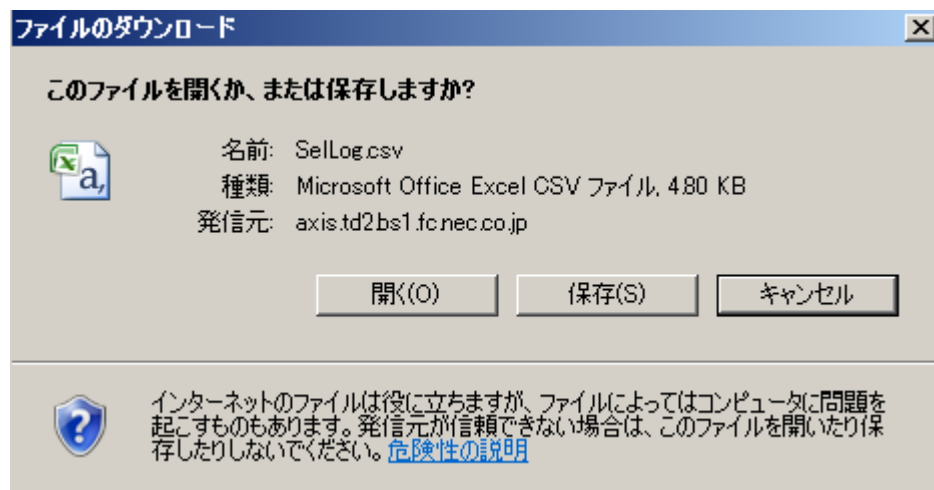 ファイルのダウンロード
このファイルを開くか、または保存しますか?
名前: SelLog.csv
種類: Microsoft Office Excel CSV ファイル, 4.80 KB
発信元: axis.td2.bs1.fc.nec.co.jp
開く(O) 保存(S) キャンセル
インターネットのファイルは役に立ちますが、ファイルによってはコンピュータに問題を
起こすものもあります。発信元が信頼できない場合は、このファイルを開いたり保
存したりしないでください。危険性の説明